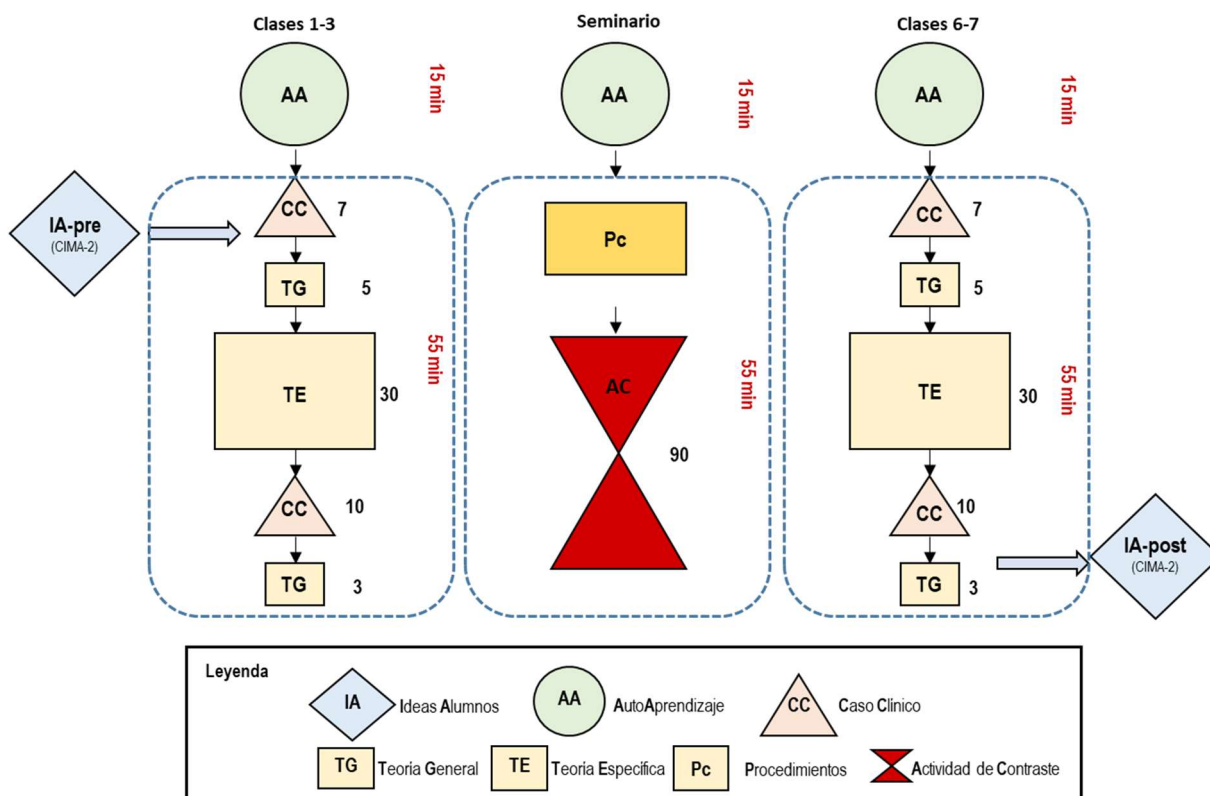 Clases 1-3
Seminario
Clases 6-7
AA
15 min
AA
15 min
AA
15 min
IA-pre
(CIMA-2)
CC
7
TG
5
TE
30
55 min
CC
10
TG
3
Pc
AC
90
55 min
CC
7
TG
5
TE
30
55 min
CC
10
TG
3
IA-post
(CIMA-2)
Leyenda
IA
Ideas Alumnos
AA
AutoAprendizaje
CC
Caso Clínico
TG
Teoría General
TE
Teoría Específica
Pc
Procedimientos
Actividad de Contraste